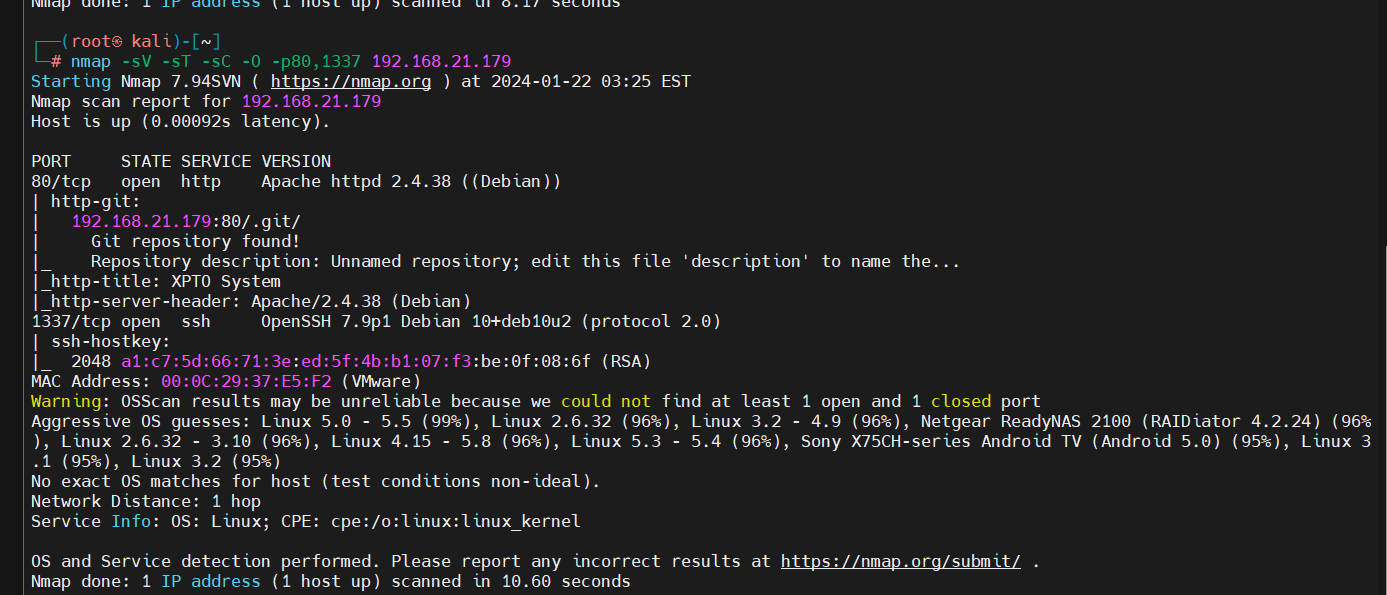 Nmap done: 1 IP address (1 host up) scanned in 8.17 seconds
┌──(root㉿ kali)-[~]
└─# nmap -sV -sT -sC -O -p80,1337 192.168.21.179
Starting Nmap 7.94SVN ( https://nmap.org ) at 2024-01-22 03:25 EST
Nmap scan report for 192.168.21.179
Host is up (0.00092s latency).
PORT     STATE SERVICE VERSION
80/tcp   open  http    Apache httpd 2.4.38 ((Debian))
| http-git:
|   192.168.21.179:80/.git/
|     Git repository found!
|_    Repository description: Unnamed repository; edit this file 'description' to name the...
|_http-title: XPTO System
|_http-server-header: Apache/2.4.38 (Debian)
1337/tcp open  ssh     OpenSSH 7.9p1 Debian 10+deb10u2 (protocol 2.0)
| ssh-hostkey:
|_  2048 a1:c7:5d:66:71:3e:ed:5f:4b:b1:07:f3:be:0f:08:6f (RSA)
MAC Address: 00:0C:29:37:E5:F2 (VMware)
Warning: OSScan results may be unreliable because we could not find at least 1 open and 1 closed port
Aggressive OS guesses: Linux 5.0 - 5.5 (99%), Linux 2.6.32 (96%), Linux 3.2 - 4.9 (96%), Netgear ReadyNAS 2100 (RAIDiator 4.2.24) (96%
), Linux 2.6.32 - 3.10 (96%), Linux 4.15 - 5.8 (96%), Linux 5.3 - 5.4 (96%), Sony X75CH-series Android TV (Android 5.0) (95%), Linux 3
.1 (95%), Linux 3.2 (95%)
No exact OS matches for host (test conditions non-ideal).
Network Distance: 1 hop
Service Info: OS: Linux; CPE: cpe:/o:linux:linux_kernel
OS and Service detection performed. Please report any incorrect results at https://nmap.org/submit/ .
Nmap done: 1 IP address (1 host up) scanned in 10.60 seconds